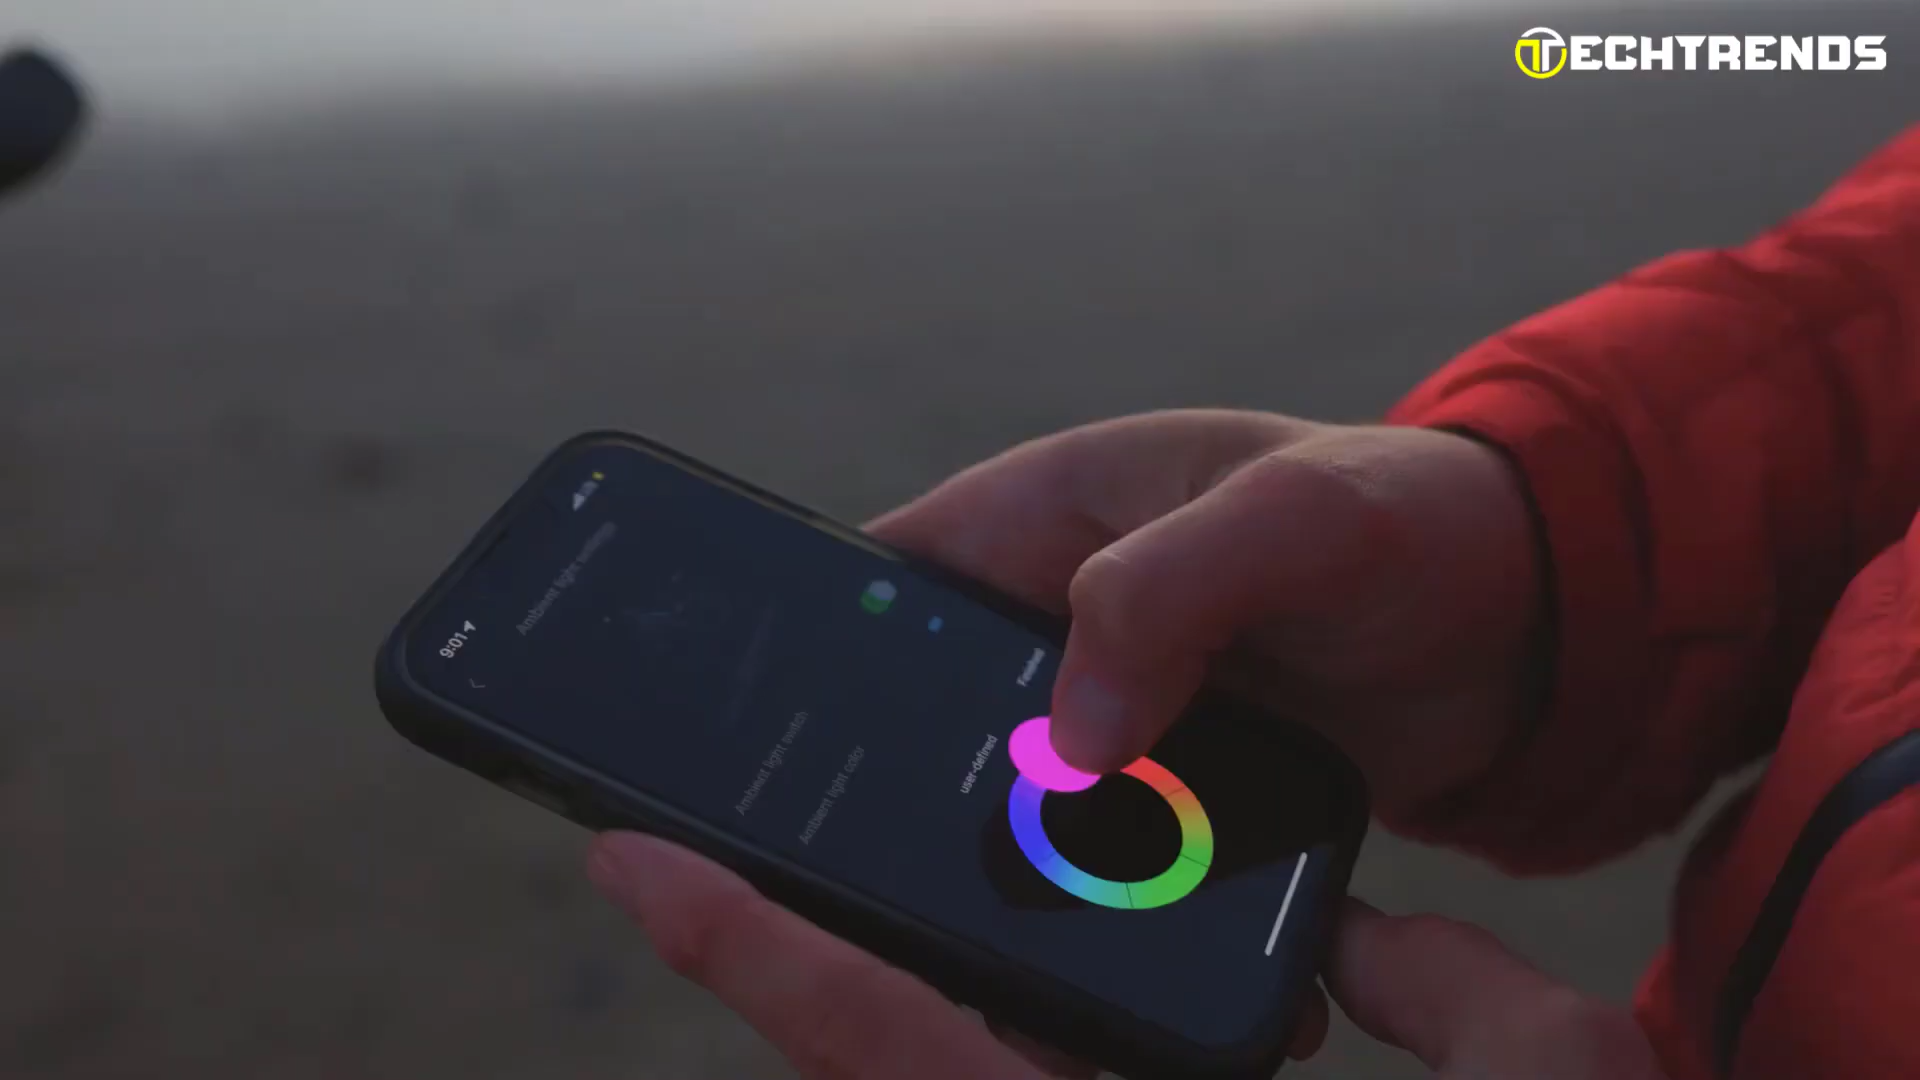 TECHTRENDS
9:01
Ambient light settings
Ambient light switch
Ambient light color
Finished
user-defined